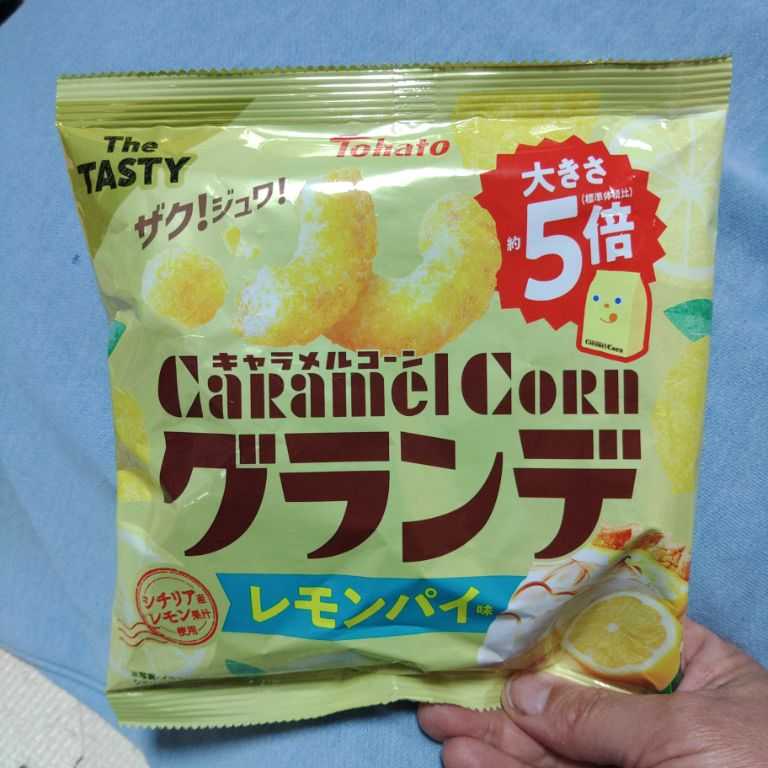 The
TASTY
Tohato
ザク!ジュワ!
大きさ
(標準体積比)
約5倍
Caramel Corn
キャラメルコーン
Caramel Corn
グランデ
シチリア産
レモン果汁
使用
レモンパイ味